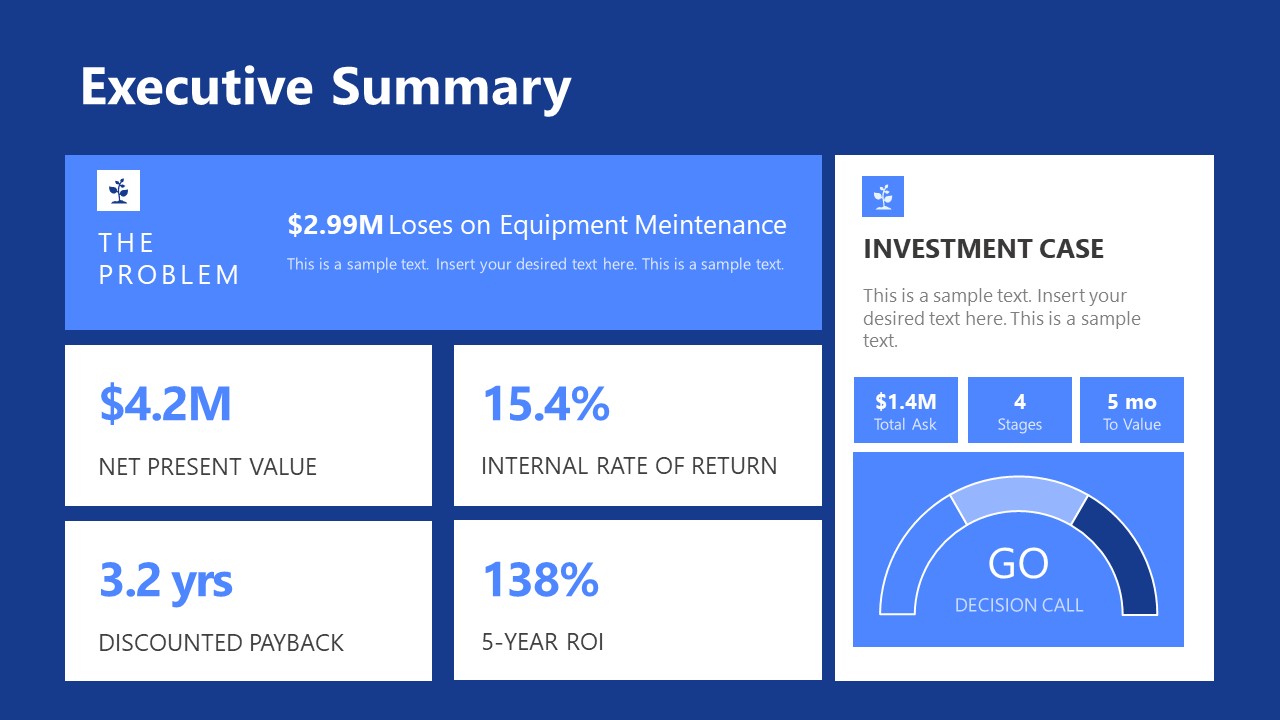 Executive Summary
THE
PROBLEM
$2.99M Loses on Equipment Meintenance
This is a sample text. Insert your desired text here. This is a sample text.
$4.2M
NET PRESENT VALUE
15.4%
INTERNAL RATE OF RETURN
3.2 yrs
DISCOUNTED PAYBACK
138%
5-YEAR ROI
INVESTMENT CASE
This is a sample text. Insert your
desired text here. This is a sample
text.
$1.4M
Total Ask
4
Stages
5 mo
To Value
GO
DECISION CALL